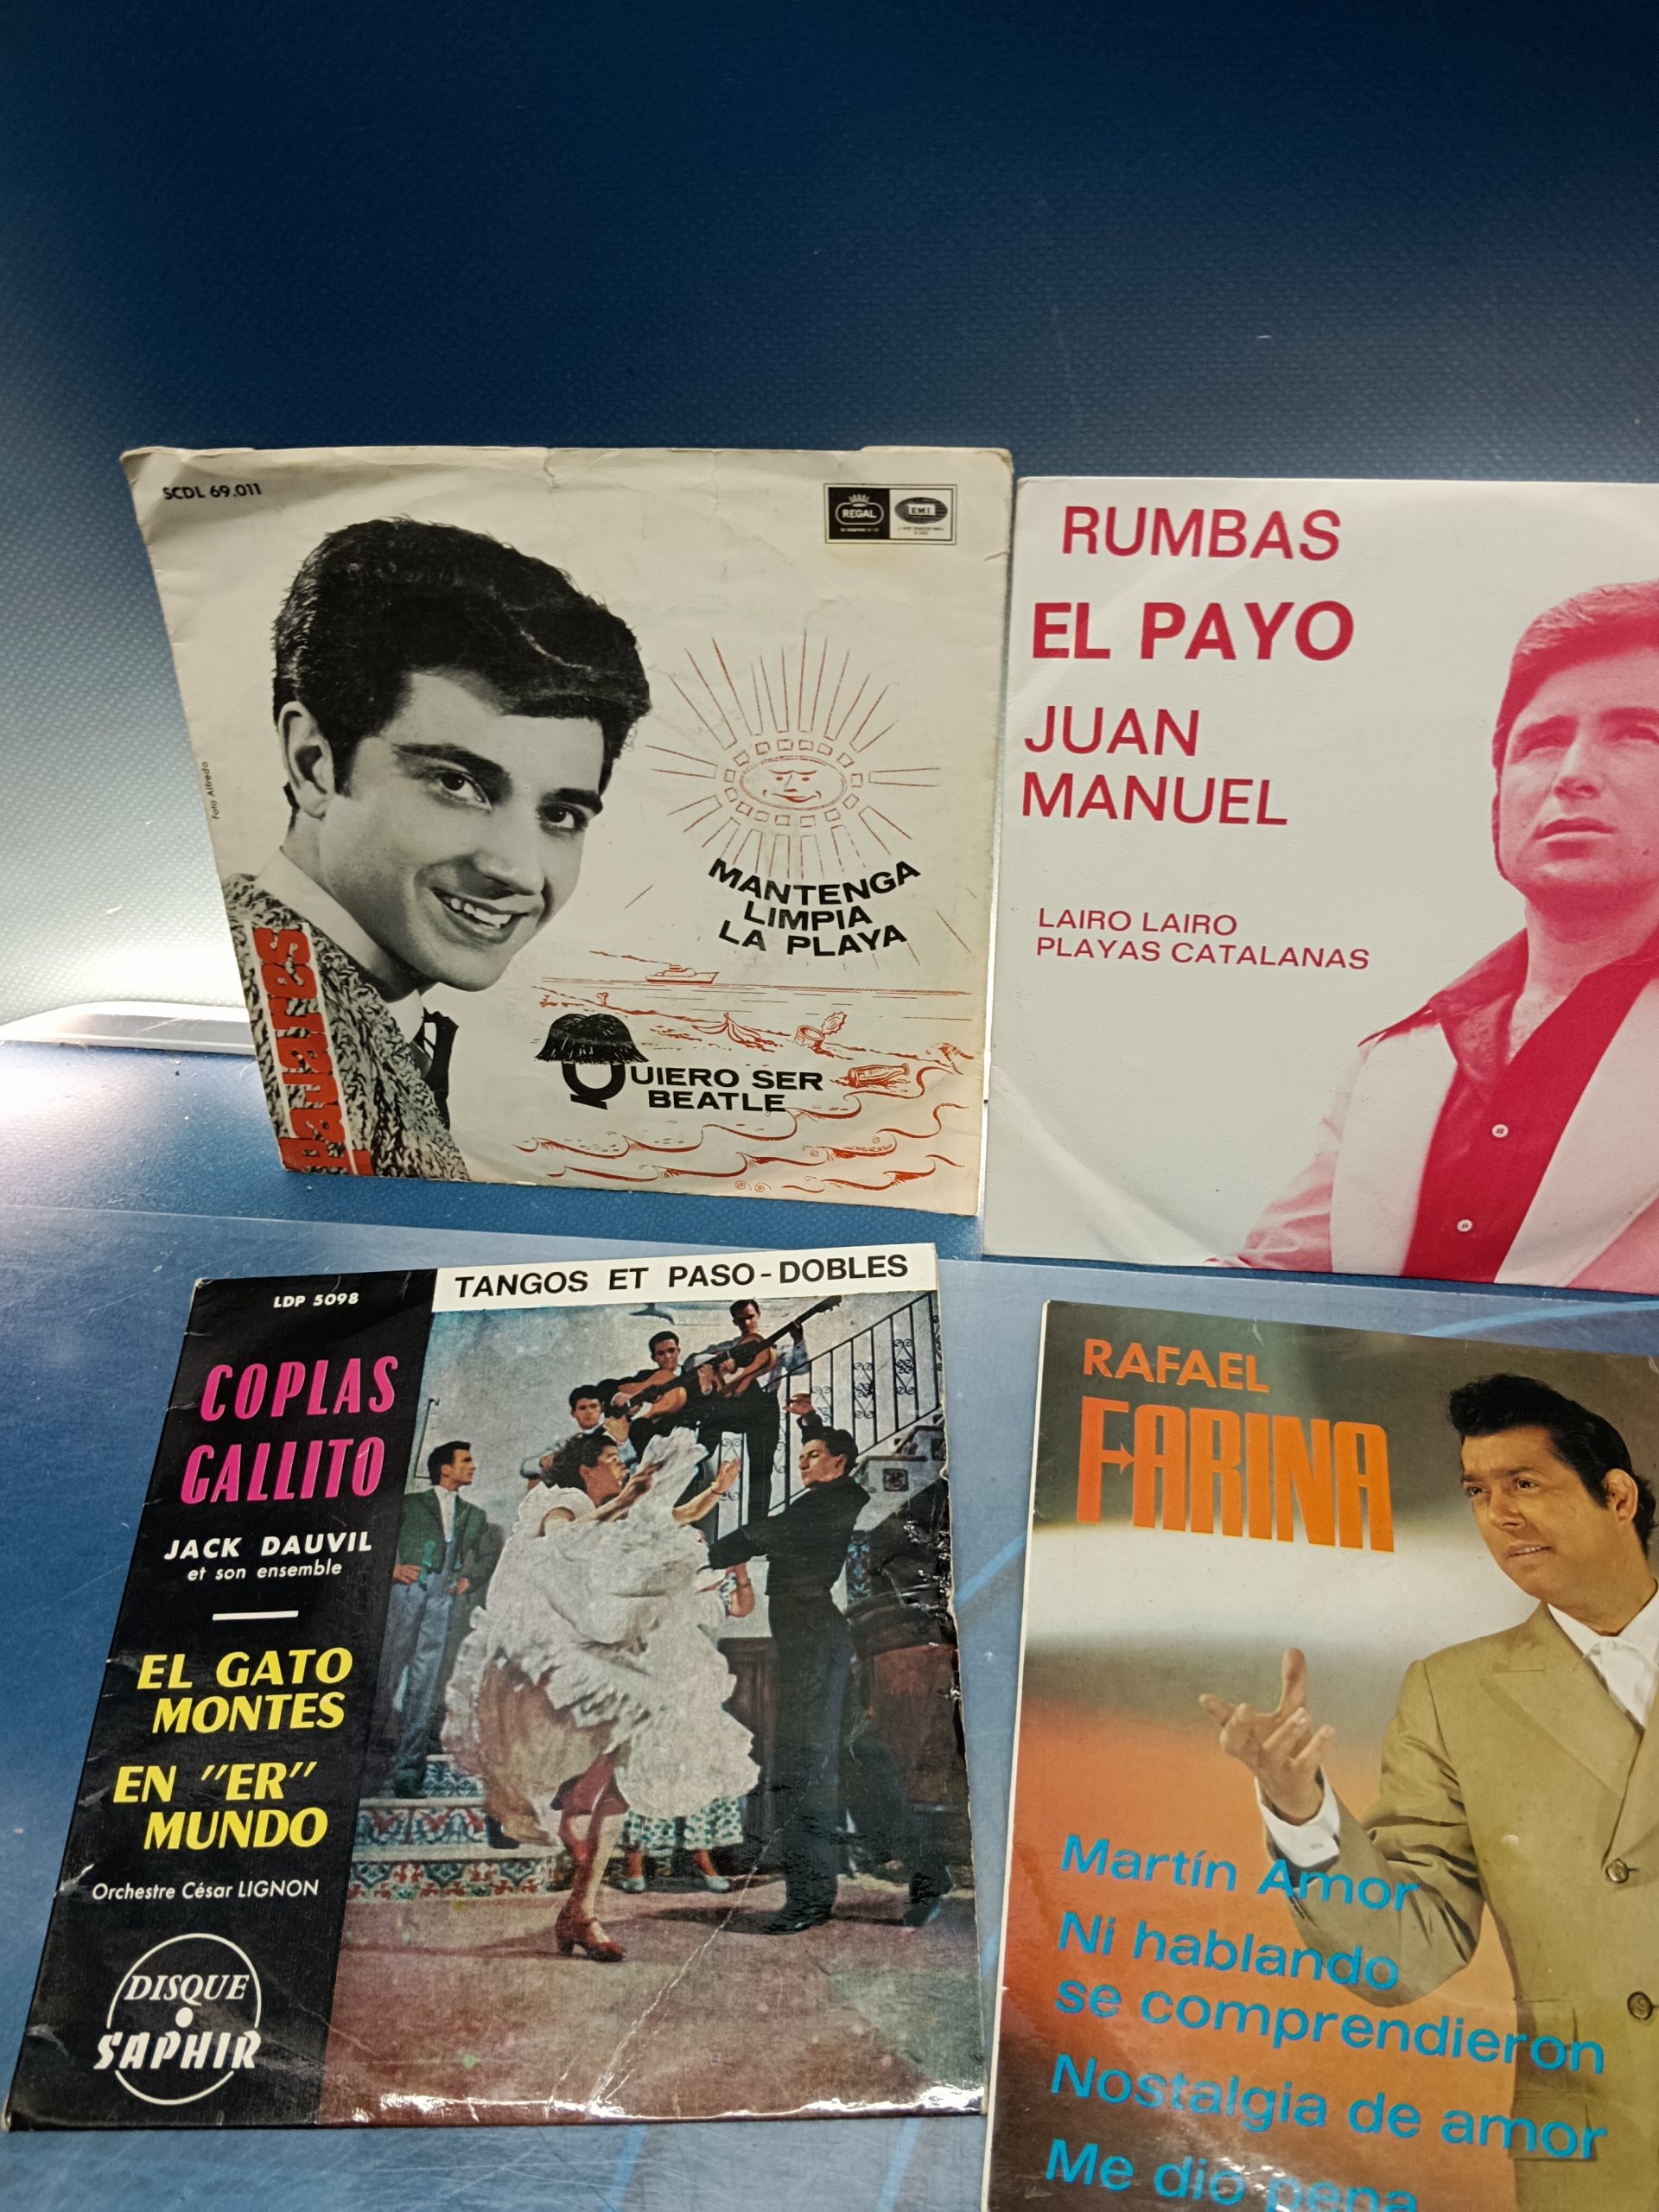 SCDL 69.011
REGAL
EMI
Foto Alfredo
MANTENGA
LIMPIA
LA PLAYA
QUIERO SER
BEATLE
RUMBAS
EL PAYO
JUAN
MANUEL
LAIRO LAIRO
PLAYAS CATALANAS
LDP 5098
TANGOS ET PASO-DOBLES
COPLAS
GALLITO
JACK DAUVIL
et son ensemble
EL GATO
MONTES
EN "ER"
MUNDO
Orchestre César LIGNON
DISQUE
SAPHIR
RAFAEL
FARINA
Martín Amor
Ni hablando
se comprendieron
Nostalgia de amor
Me dio pena